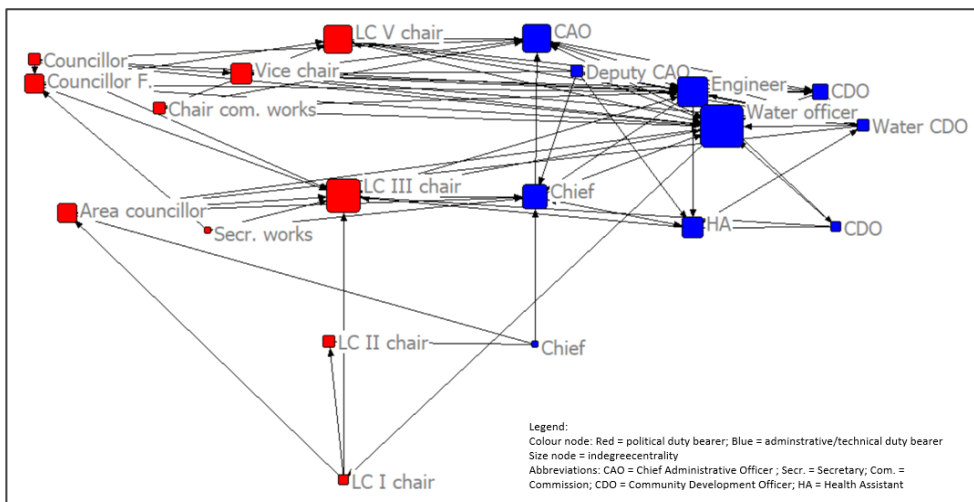 LC V chair
CAO
Councillor
Vice chair
Deputy CAO
Councillor F.
Engineer
CDO
Chair com. works
Water officer
Water CDO
LC III chair
Chief
Area councillor
HA
CDO
Secr. works
LC II chair
Chief
LC I chair
Legend:
Colour node: Red = political duty bearer; Blue = adminstrative/technical duty bearer
Size node = indegreecentrality
Abbreviations: CAO = Chief Administrative Officer ; Secr. = Secretary; Com. =
Commission; CDO = Community Development Officer; HA = Health Assistant